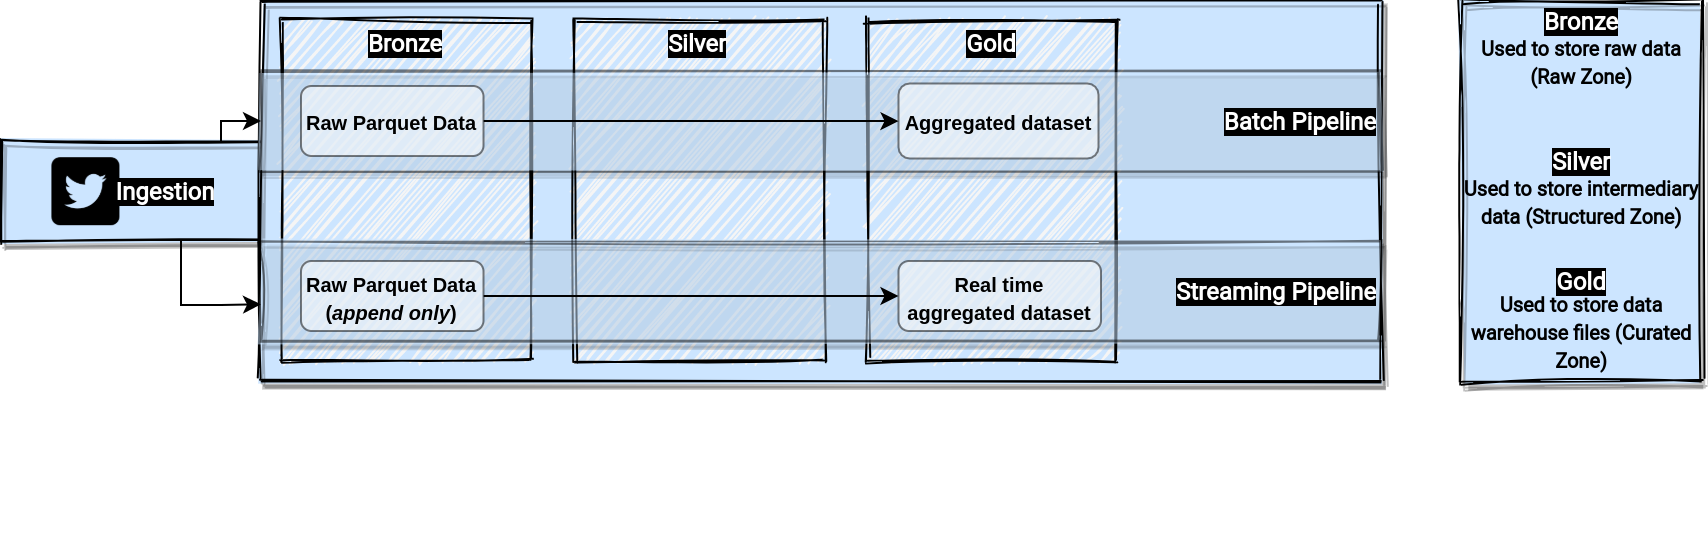 Bronze
Silver
Gold
Raw Parquet Data
Aggregated dataset
Batch Pipeline
Ingestion
Raw Parquet Data
(append only)
Real time
aggregated dataset
Streaming Pipeline
Bronze
Used to store raw data
(Raw Zone)
Silver
Used to store intermediary
data (Structured Zone)
Gold
Used to store data
warehouse files (Curated
Zone)